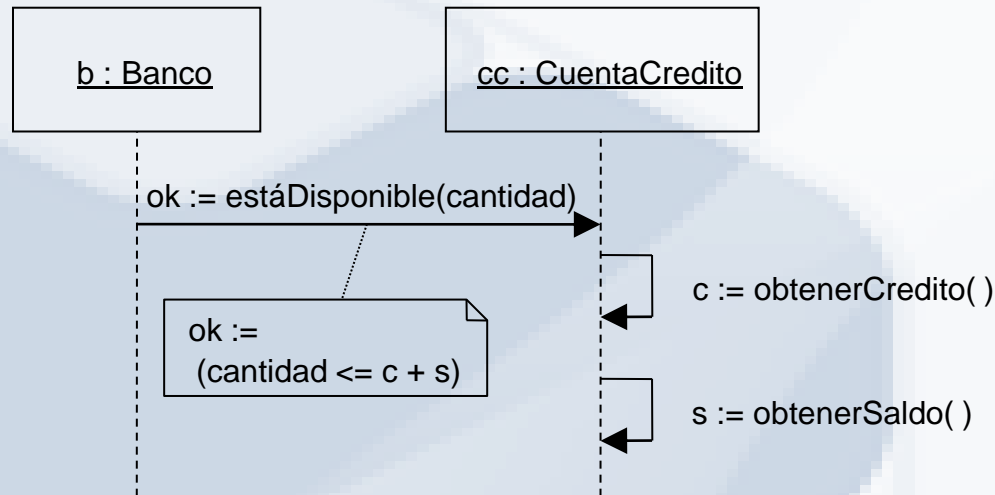 b : Banco
cc : CuentaCredito
ok := estáDisponible(cantidad)
c := obtenerCredito( )
ok :=
(cantidad <= c + s)
s := obtenerSaldo( )